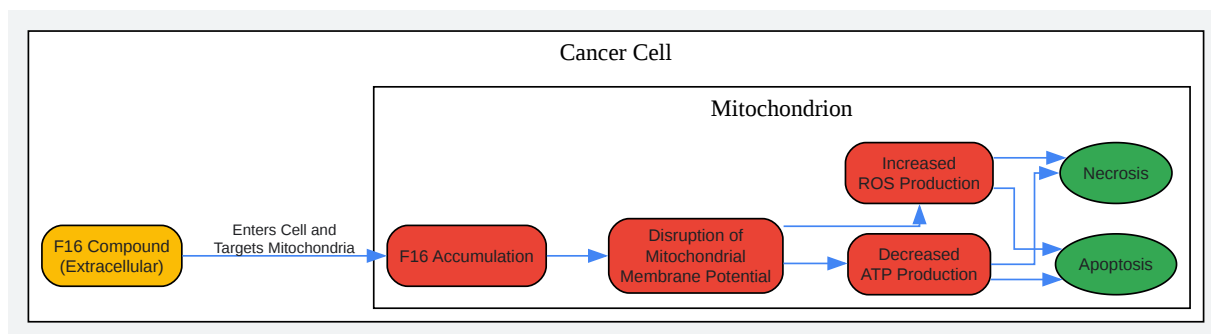 Cancer Cell
Mitochondrion
F16 Compound
(Extracellular)
Enters Cell and
Targets Mitochondria
F16 Accumulation
Disruption of
Mitochondrial
Membrane Potential
Increased
ROS Production
Decreased
ATP Production
Necrosis
Apoptosis